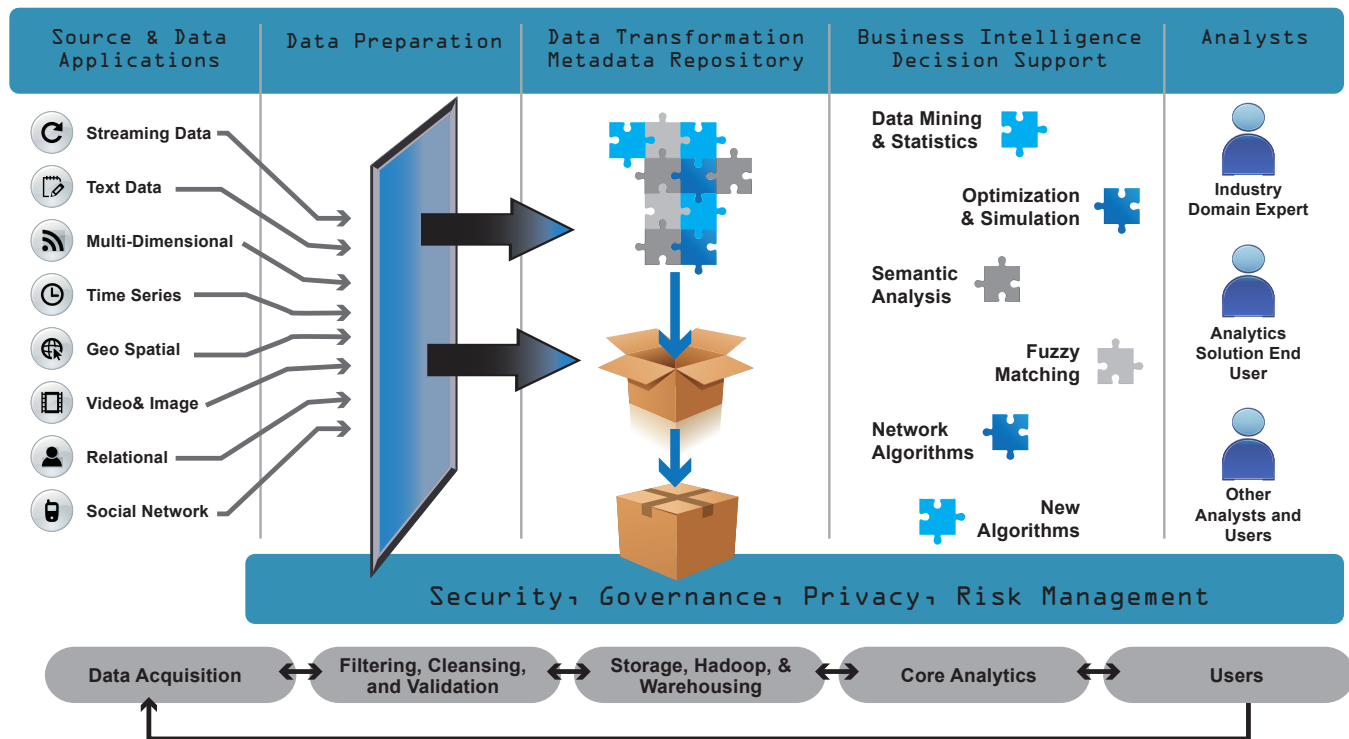 Source & Data
Applications
Data Preparation
Data Transformation
Metadata Repository
Business Intelligence
Decision Support
Analysts
Streaming Data
Text Data
Multi-Dimensional
Time Series
Geo Spatial
Video& Image
Relational
Social Network
Data Mining
& Statistics
Optimization
& Simulation
Semantic
Analysis
Fuzzy
Matching
Network
Algorithms
New
Algorithms
Industry
Domain Expert
Analytics
Solution End
User
Other
Analysts and
Users
Security, Governance, Privacy, Risk Management
Data Acquisition
Filtering, Cleansing,
and Validation
Storage, Hadoop, &
Warehousing
Core Analytics
Users